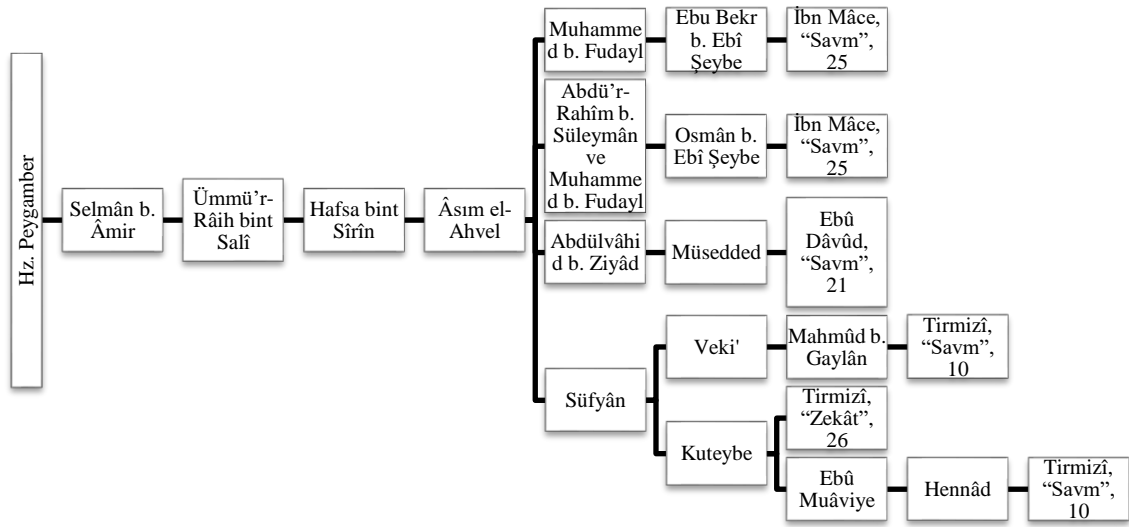 Hz. Peygamber
Selmân b.
Âmir
Ümmü’r-
Râih bint
Salî
Hafsa bint
Sîrîn
Âsım el-
Ahvel
Muhamme
d b. Fudayl
Ebu Bekr
b. Ebî
Şeybe
İbn Mâce,
“Savm”,
25
Abdü’r-
Rahîm b.
Süleymân
ve
Muhamme
d b. Fudayl
Osmân b.
Ebî Şeybe
İbn Mâce,
“Savm”,
25
Abdülvâhi
d b. Ziyâd
Müsedded
Ebû
Dâvûd,
“Savm”,
21
Süfyân
Veki'
Mahmûd b.
Gaylân
Tirmizî,
“Savm”,
10
Kuteybe
Tirmizî,
“Zekât”,
26
Ebû
Muâviye
Hennâd
Tirmizî,
“Savm”,
10